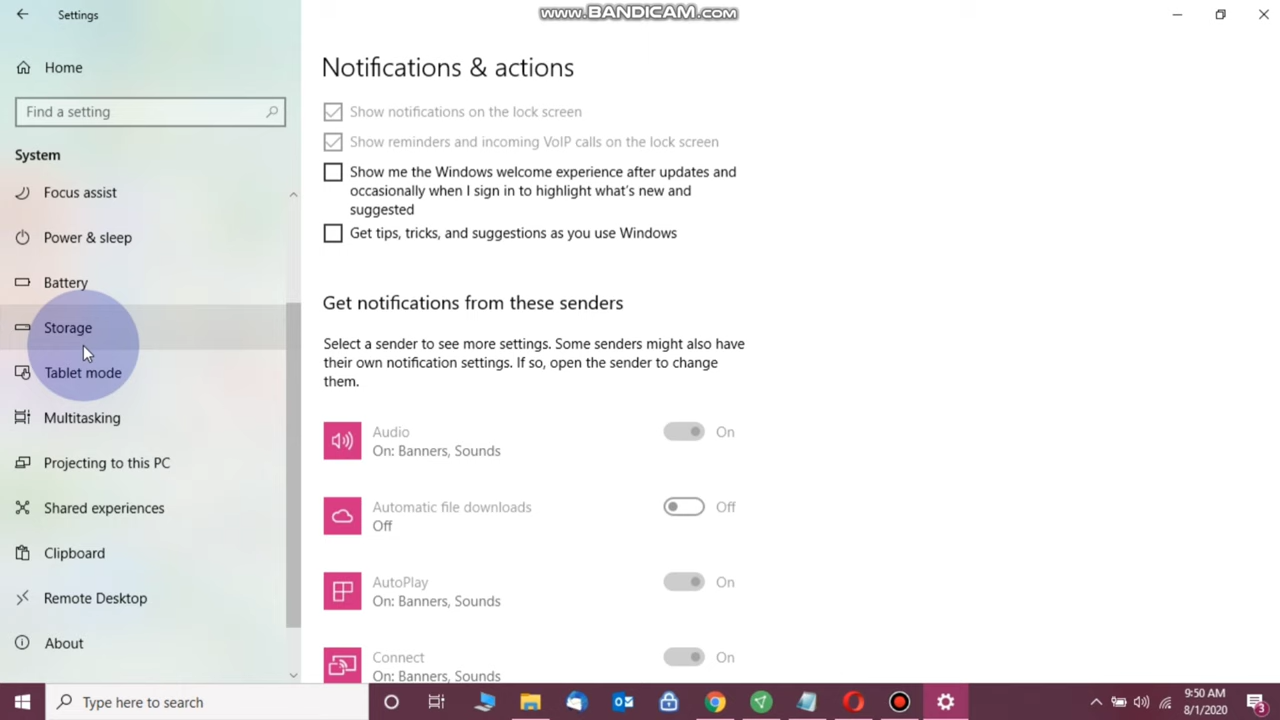 Settings
www.BANDICAM.com
Home
Find a setting
System
Focus assist
Power & sleep
Battery
Storage
Tablet mode
Multitasking
Projecting to this PC
Shared experiences
Clipboard
Remote Desktop
About
Notifications & actions
Show notifications on the lock screen
Show reminders and incoming VoIP calls on the lock screen
Show me the Windows welcome experience after updates and
occasionally when I sign in to highlight what's new and
suggested
Get tips, tricks, and suggestions as you use Windows
Get notifications from these senders
Select a sender to see more settings. Some senders might also have
their own notification settings. If so, open the sender to change
them.
Audio
On: Banners, Sounds
On
Automatic file downloads
Off
Off
AutoPlay
On: Banners, Sounds
On
Connect
On: Banners, Sounds
On
Type here to search
9:50 AM
8/1/2020
3